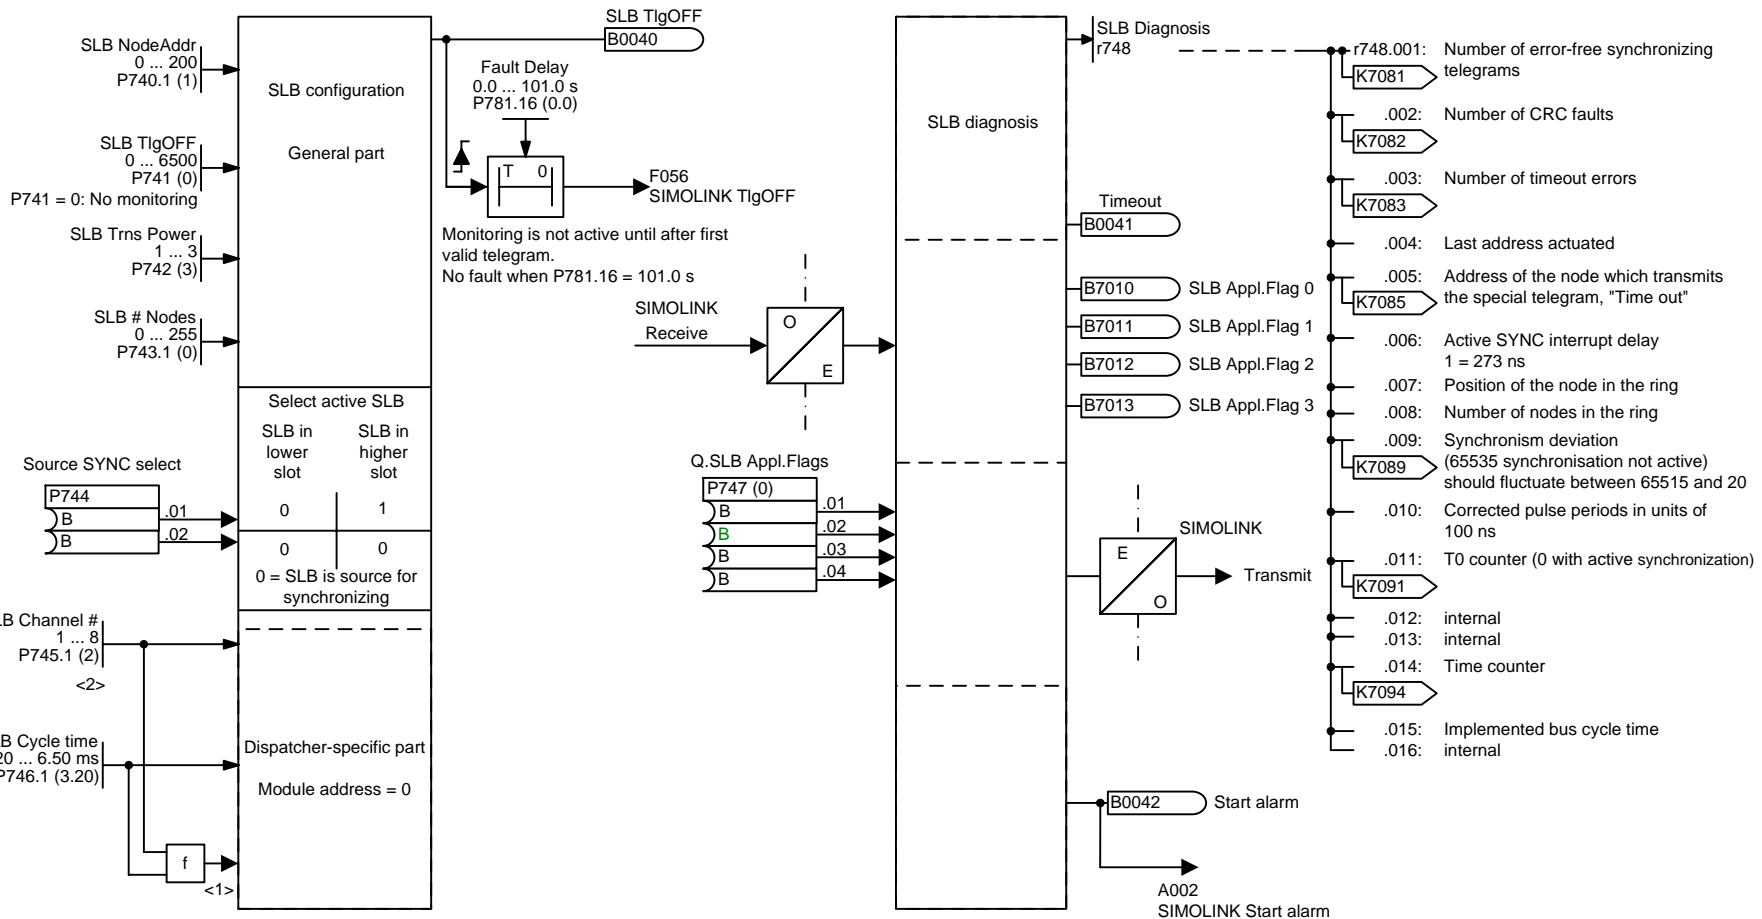 SLB NodeAddr
0 ... 200
P740.1 (1)
SLB TlgOFF
0 ... 6500
P741 (0)
P741 = 0: No monitoring
SLB Trns Power
1 ... 3
P742 (3)
SLB # Nodes
0 ... 255
P743.1 (0)
Source SYNC select
P744
B .01
B .02
B Channel #
1 ... 8
P745.1 (2)
<2>
B Cycle time
20 ... 6.50 ms
P746.1 (3.20)
f
<1>
SLB configuration
General part
Select active SLB
SLB in
lower
slot
SLB in
higher
slot
0 1
0 0
0 = SLB is source for
synchronizing
Dispatcher-specific part
Module address = 0
SLB TlgOFF
B0040
Fault Delay
0.0 ... 101.0 s
P781.16 (0.0)
T 0
F056
SIMOLINK TlgOFF
Monitoring is not active until after first
valid telegram.
No fault when P781.16 = 101.0 s
SIMOLINK
Receive
O
E
Q.SLB Appl.Flags
P747 (0)
B .01
B .02
B .03
B .04
SLB diagnosis
SLB Diagnosis
r748
Timeout
B0041
B7010 SLB Appl.Flag 0
B7011 SLB Appl.Flag 1
B7012 SLB Appl.Flag 2
B7013 SLB Appl.Flag 3
SIMOLINK
E
O
Transmit
B0042 Start alarm
A002
SIMOLINK Start alarm
r748.001: Number of error-free synchronizing
telegrams
K7081
.002: Number of CRC faults
K7082
.003: Number of timeout errors
K7083
.004: Last address actuated
.005: Address of the node which transmits
the special telegram, "Time out"
K7085
.006: Active SYNC interrupt delay
1 = 273 ns
.007: Position of the node in the ring
.008: Number of nodes in the ring
.009: Synchronism deviation
(65535 synchronisation not active)
K7089
should fluctuate between 65515 and 20
.010: Corrected pulse periods in units of
100 ns
.011: T0 counter (0 with active synchronization)
K7091
.012: internal
.013: internal
.014: Time counter
K7094
.015: Implemented bus cycle time
.016: internal